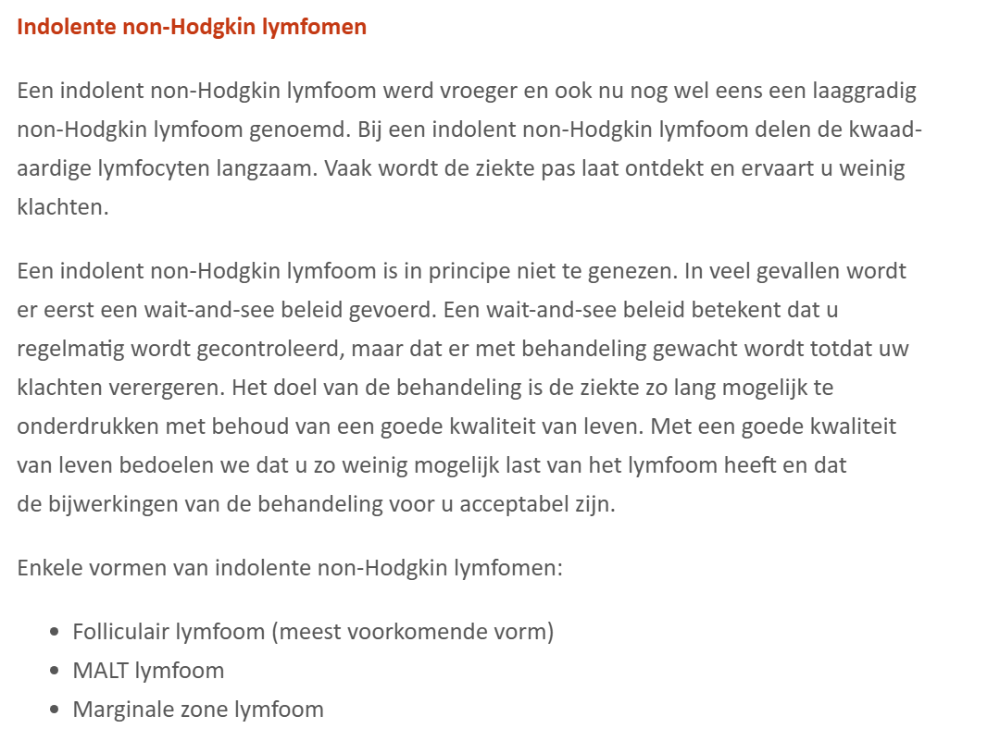 Indolente non-Hodgkin lymfomen
Een indolent non-Hodgkin lymfoom werd vroeger en ook nu nog wel eens een laaggradig
non-Hodgkin lymfoom genoemd. Bij een indolent non-Hodgkin lymfoom delen de kwaad-
aardige lymfocyten langzaam. Vaak wordt de ziekte pas laat ontdekt en ervaart u weinig
klachten.
Een indolent non-Hodgkin lymfoom is in principe niet te genezen. In veel gevallen wordt
er eerst een wait-and-see beleid gevoerd. Een wait-and-see beleid betekent dat u
regelmatig wordt gecontroleerd, maar dat er met behandeling gewacht wordt totdat uw
klachten verergeren. Het doel van de behandeling is de ziekte zo lang mogelijk te
onderdrukken met behoud van een goede kwaliteit van leven. Met een goede kwaliteit
van leven bedoelen we dat u zo weinig mogelijk last van het lymfoom heeft en dat
de bijwerkingen van de behandeling voor u acceptabel zijn.
Enkele vormen van indolente non-Hodgkin lymfomen:
• Folliculair lymfoom (meest voorkomende vorm)
• MALT lymfoom
• Marginale zone lymfoom